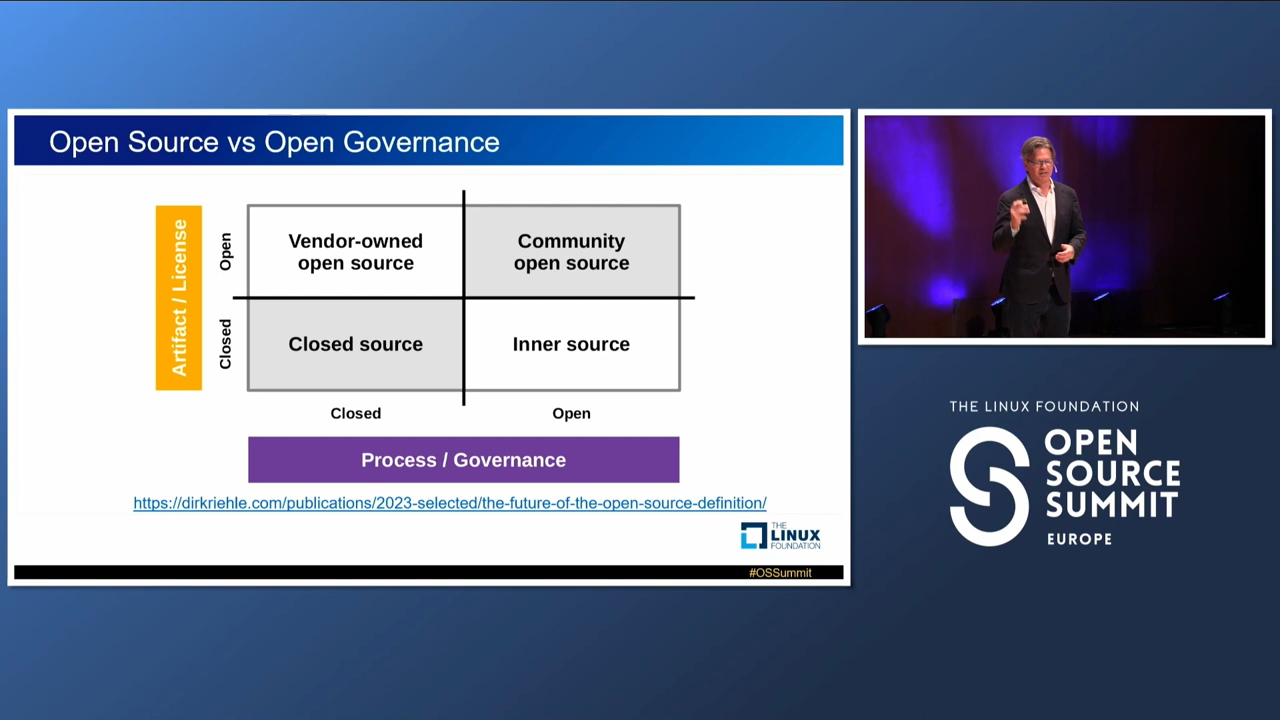 Open Source vs Open Governance
Artifact / License
Open
Closed
Vendor-owned
open source
Community
open source
Closed source
Inner source
Closed
Open
Process / Governance
https://dirkriehle.com/publications/2023-selected/the-future-of-the-open-source-definition/
THE
LINUX
FOUNDATION
#OSSummit
THE LINUX FOUNDATION
OPEN
SOURCE
SUMMIT
EUROPE